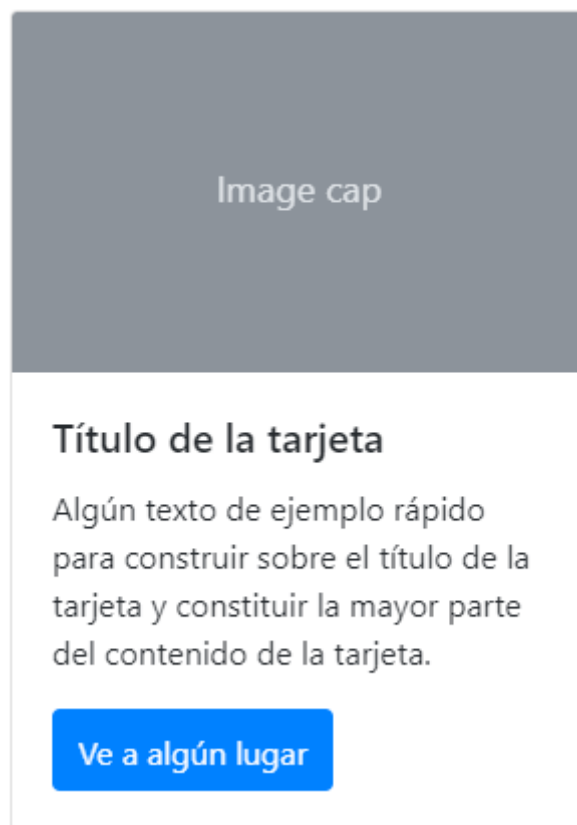 Image cap
Título de la tarjeta
Algún texto de ejemplo rápido
para construir sobre el título de la
tarjeta y constituir la mayor parte
del contenido de la tarjeta.
Ve a algún lugar